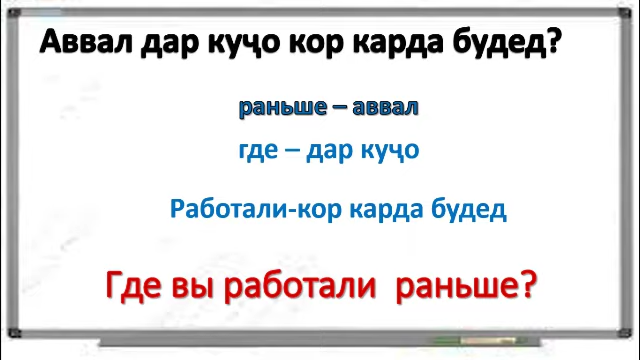 Аввал дар куҷо кор карда будед?
раньше – аввал
где – дар куҷо
Работали-кор карда будед
Где вы работали раньше?